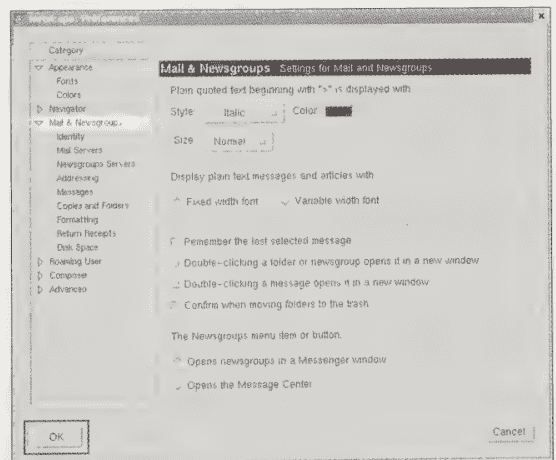 Netscape: Preferences
Category
Appearance
Fonts
Colors
Navigator
Mail & Newsgroups
Identity
Mail Servers
Newsgroups Servers
Addressing
Messages
Copies and Folders
Formatting
Return Receipts
Disk Space
Roaming User
Composer
Advanced
Mail & Newsgroups Settings for Mail and Newsgroups
Plain quoted text beginning with ">" is displayed with
Style Italic Color
Size Normal
Display plain text messages and articles with
Fixed width font Variable width font
Remember the last selected message
Double-clicking a folder or newsgroup opens it in a new window
Double-clicking a message opens it in a new window
Confirm when moving folders to the trash
The Newsgroups menu item or button:
Opens newsgroups in a Messenger window
Opens the Message Center
OK Cancel